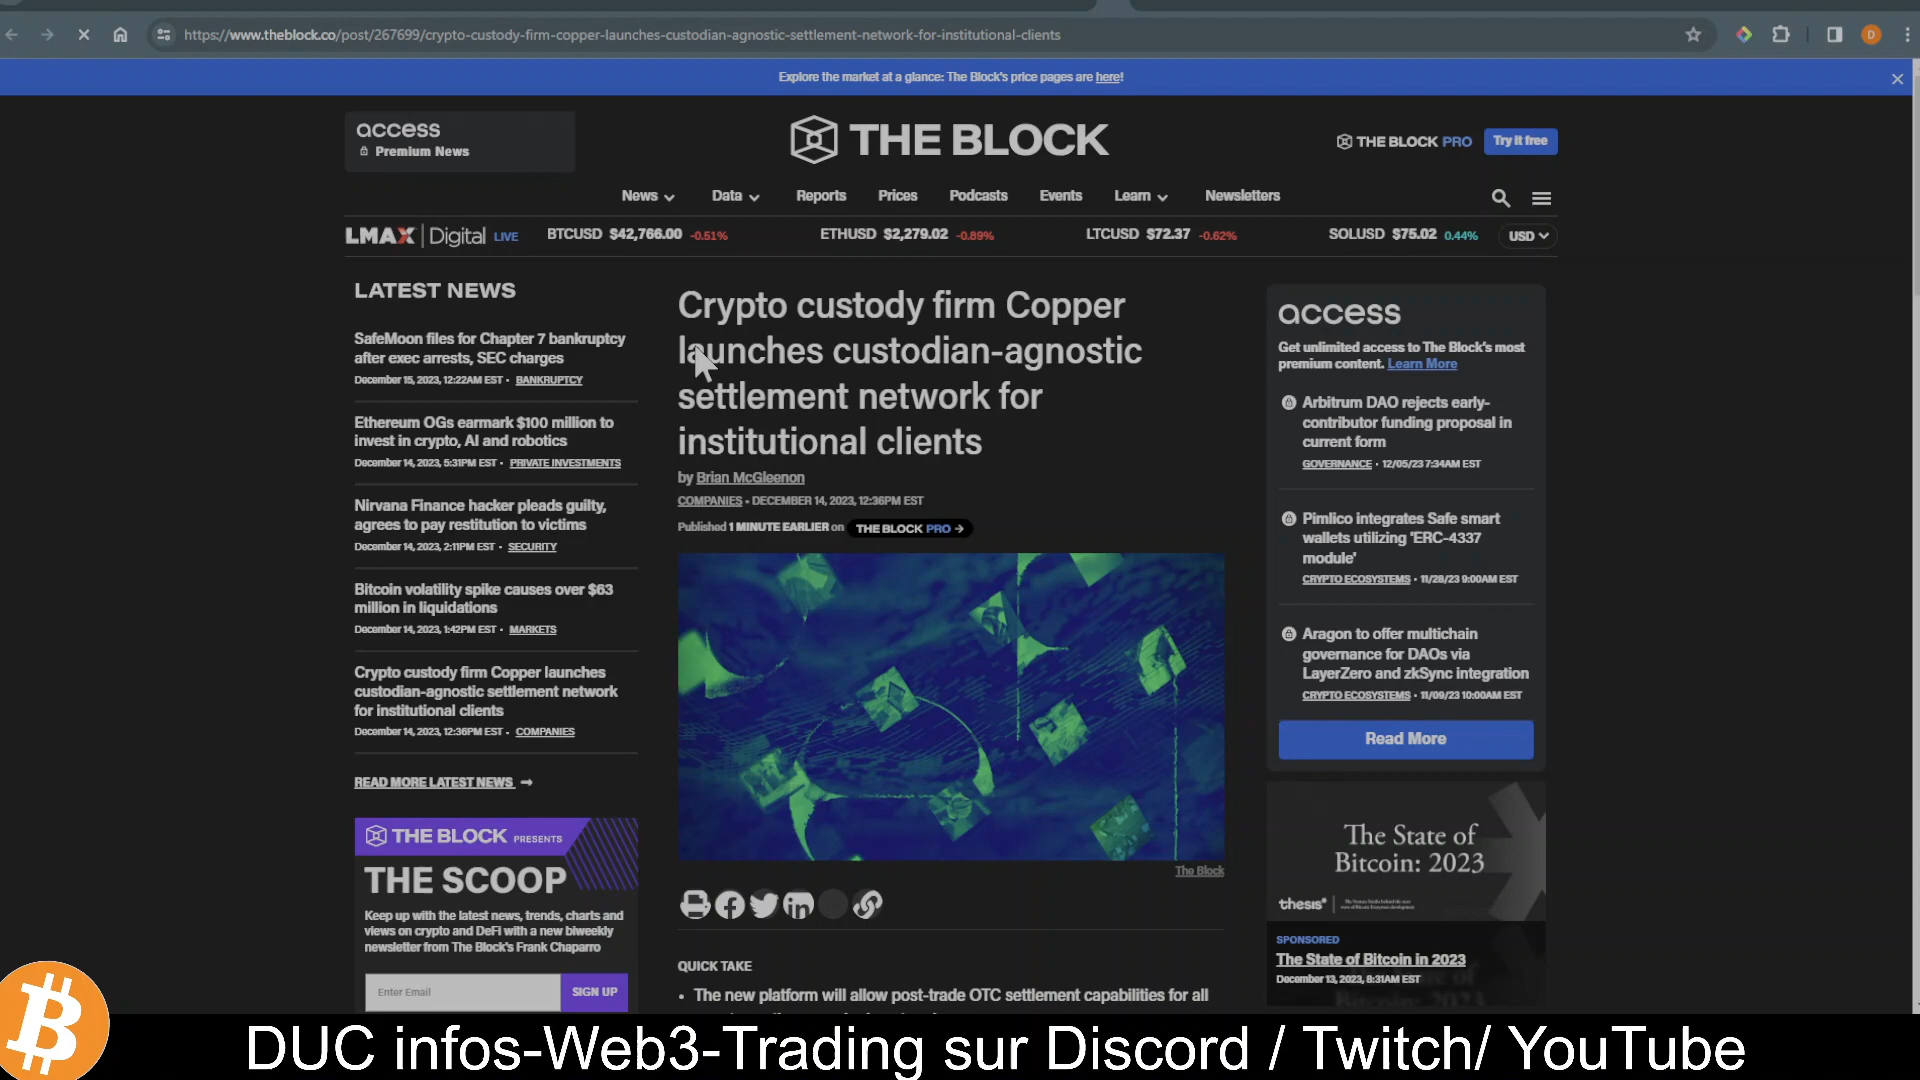 https://www.theblock.co/post/267699/crypto-custody-firm-copper-launches-custodian-agnostic-settlement-network-for-institutional-clients
D
Explore the market at a glance: The Block's price pages are here!
access
Premium News
THE BLOCK
THE BLOCK PRO
Try it free
News
Data
Reports
Prices
Podcasts
Events
Learn
Newsletters
LMAX Digital LIVE
BTCUSD $42,766.00 -0.51%
ETHUSD $2,279.02 -0.89%
LTCUSD $72.37 -0.62%
SOLUSD $75.02 0.44%
USD
LATEST NEWS
SafeMoon files for Chapter 7 bankruptcy
after exec arrests, SEC charges
December 15, 2023, 12:22AM EST • BANKRUPTCY
Ethereum OGs earmark $100 million to
invest in crypto, AI and robotics
December 14, 2023, 5:31PM EST • PRIVATE INVESTMENTS
Nirvana Finance hacker pleads guilty,
agrees to pay restitution to victims
December 14, 2023, 2:11PM EST • SECURITY
Bitcoin volatility spike causes over $63
million in liquidations
December 14, 2023, 1:42PM EST • MARKETS
Crypto custody firm Copper launches
custodian-agnostic settlement network
for institutional clients
December 14, 2023, 12:36PM EST • COMPANIES
READ MORE LATEST NEWS →
THE BLOCK PRESENTS
THE SCOOP
Keep up with the latest news, trends, charts and
views on crypto and DeFi with a new biweekly
newsletter from The Block's Frank Chaparro
Enter Email
SIGN UP
Crypto custody firm Copper
launches custodian-agnostic
settlement network for
institutional clients
by Brian McGleenon
COMPANIES • DECEMBER 14, 2023, 12:36PM EST
Published 1 MINUTE EARLIER on THE BLOCK PRO →
The Block
QUICK TAKE
• The new platform will allow post-trade OTC settlement capabilities for all
access
Get unlimited access to The Block's most
premium content. Learn More
Arbitrum DAO rejects early-
contributor funding proposal in
current form
GOVERNANCE • 12/05/23 7:34AM EST
Pimlico integrates Safe smart
wallets utilizing 'ERC-4337
module'
CRYPTO ECOSYSTEMS • 11/28/23 9:00AM EST
Aragon to offer multichain
governance for DAOs via
LayerZero and zkSync integration
CRYPTO ECOSYSTEMS • 11/09/23 10:00AM EST
Read More
The State of
Bitcoin: 2023
thesis*
SPONSORED
The State of Bitcoin in 2023
December 13, 2023, 8:31AM EST
DUC infos-Web3-Trading sur Discord / Twitch/ YouTube